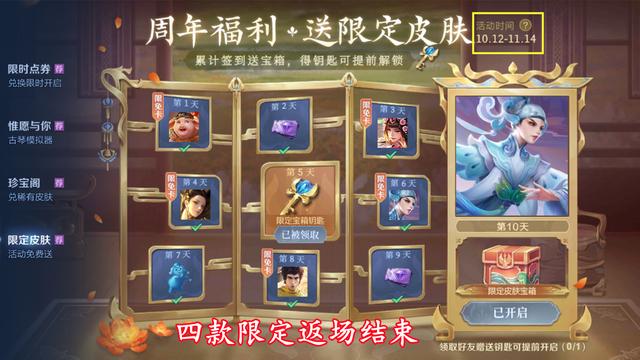 周年福利·送限定皮肤
活动时间 ?
10.12-11.14
累计签到送宝箱,得钥匙可提前解锁
限时点券 荐
兑换限时开启
惟愿与你 荐
古琴模拟器
珍宝阁 荐
兑稀有皮肤
限定皮肤 荐
活动免费送
限免卡
第1天
第2天
限免卡
第3天
限免卡
第4天
第5天
限定宝箱钥匙
已被领取
限免卡
第6天
第7天
限免卡
第8天
第9天
第10天
限定皮肤宝箱
已开启
领取好友赠送钥匙可提前开启(0/1)
四款限定返场结束